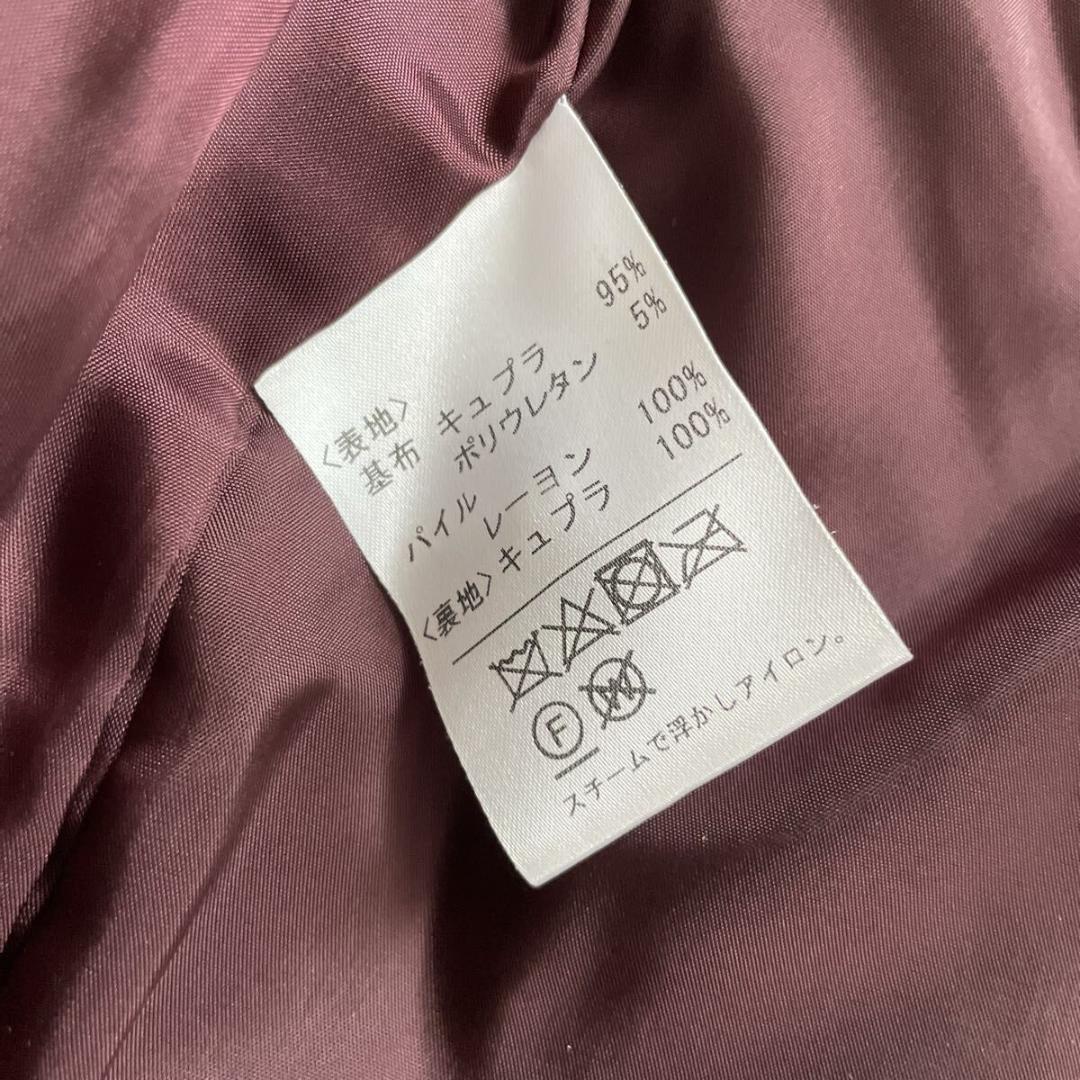 〈表地〉
基布 キュプラ 95%
ポリウレタン 5%
パイル
レーヨン 100%
〈裏地〉キュプラ 100%
F W
スチームで浮かしアイロン。